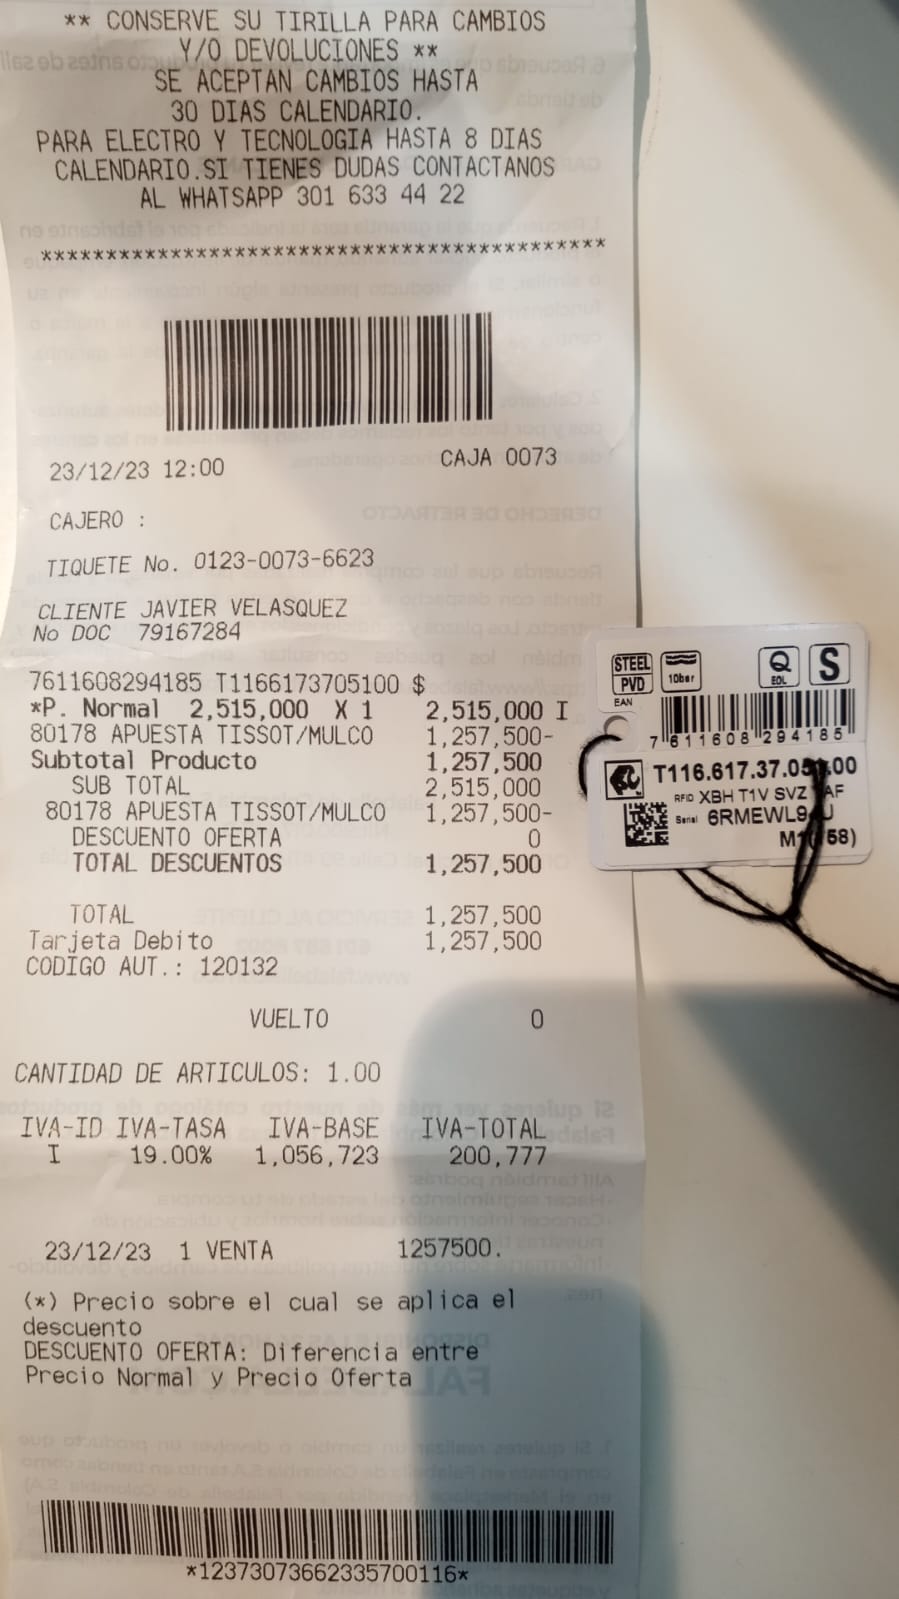 ** CONSERVE SU TIRILLA PARA CAMBIOS
Y/O DEVOLUCIONES **
SE ACEPTAN CAMBIOS HASTA
30 DIAS CALENDARIO.
PARA ELECTRO Y TECNOLOGIA HASTA 8 DIAS
CALENDARIO.SI TIENES DUDAS CONTACTANOS
AL WHATSAPP 301 633 44 22
*******************************************
23/12/23 12:00 CAJA 0073
CAJERO :
TIQUETE No. 0123-0073-6623
CLIENTE JAVIER VELASQUEZ
No DOC 79167284
7611608294185 T1166173705100 $
*P. Normal 2,515,000 X 1 2,515,000 I
80178 APUESTA TISSOT/MULCO 1,257,500-
Subtotal Producto 1,257,500
SUB TOTAL 2,515,000
80178 APUESTA TISSOT/MULCO 1,257,500-
DESCUENTO OFERTA 0
TOTAL DESCUENTOS 1,257,500
TOTAL 1,257,500
Tarjeta Debito 1,257,500
CODIGO AUT.: 120132
VUELTO 0
CANTIDAD DE ARTICULOS: 1.00
IVA-ID IVA-TASA IVA-BASE IVA-TOTAL
I 19.00% 1,056,723 200,777
23/12/23 1 VENTA 1257500.
(*) Precio sobre el cual se aplica el
descuento
DESCUENTO OFERTA: Diferencia entre
Precio Normal y Precio Oferta
*12373073662335700116*
STEEL
PVD
10bar
Q
EOL
S
EAN
7 611608 294185
RFID XBH T1V SVZ
Serial